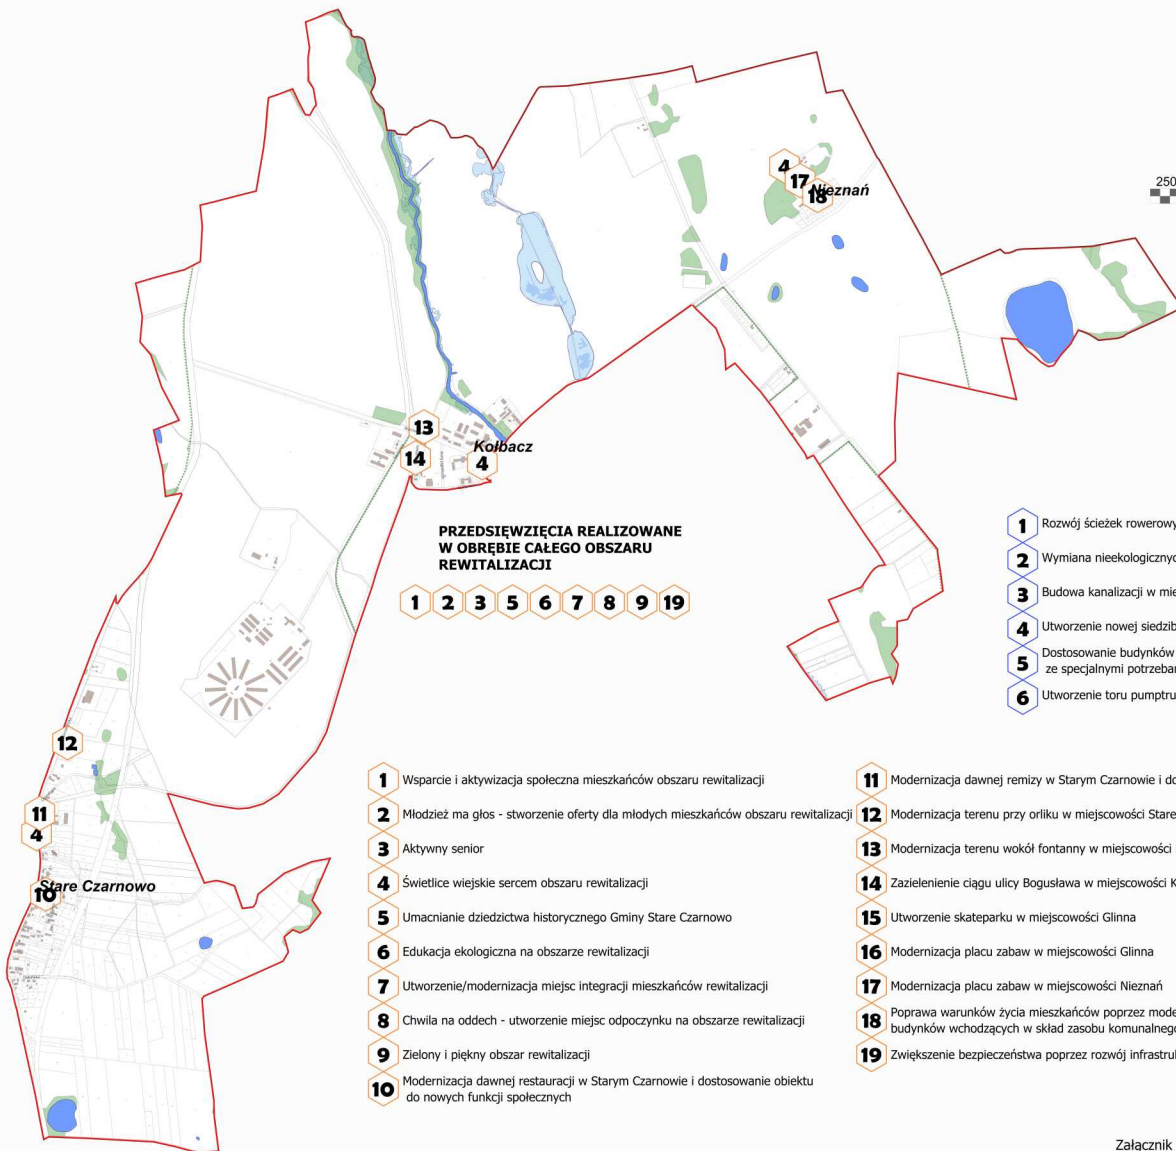 4
17
18
Nieznań
250
13
Kołbacz
14
4
PRZEDSIĘWZIĘCIA REALIZOWANE
W OBRĘBIE CAŁEGO OBSZARU
REWITALIZACJI
1 2 3 5 6 7 8 9 19
1 Rozwój ścieżek rowerowy
2 Wymiana nieekologiczny
3 Budowa kanalizacji w mie
4 Utworzenie nowej siedzib
5 Dostosowanie budynków
ze specjalnymi potrzeba
6 Utworzenie toru pumptru
12
11
4
Stare Czarnowo
10
1 Wsparcie i aktywizacja społeczna mieszkańców obszaru rewitalizacji
2 Młodzież ma głos - stworzenie oferty dla młodych mieszkańców obszaru rewitalizacji
3 Aktywny senior
4 Świetlice wiejskie sercem obszaru rewitalizacji
5 Umacnianie dziedzictwa historycznego Gminy Stare Czarnowo
6 Edukacja ekologiczna na obszarze rewitalizacji
7 Utworzenie/modernizacja miejsc integracji mieszkańców rewitalizacji
8 Chwila na oddech - utworzenie miejsc odpoczynku na obszarze rewitalizacji
9 Zielony i piękny obszar rewitalizacji
10 Modernizacja dawnej restauracji w Starym Czarnowie i dostosowanie obiektu
do nowych funkcji społecznych
11 Modernizacja dawnej remizy w Starym Czarnowie i do
12 Modernizacja terenu przy orliku w miejscowości Stare
13 Modernizacja terenu wokół fontanny w miejscowości
14 Zazielenienie ciągu ulicy Bogusława w miejscowości K
15 Utworzenie skateparku w miejscowości Glinna
16 Modernizacja placu zabaw w miejscowości Glinna
17 Modernizacja placu zabaw w miejscowości Nieznań
18 Poprawa warunków życia mieszkańców poprzez mode
budynków wchodzących w skład zasobu komunalnego
19 Zwiększenie bezpieczeństwa poprzez rozwój infrastru
Załącznik